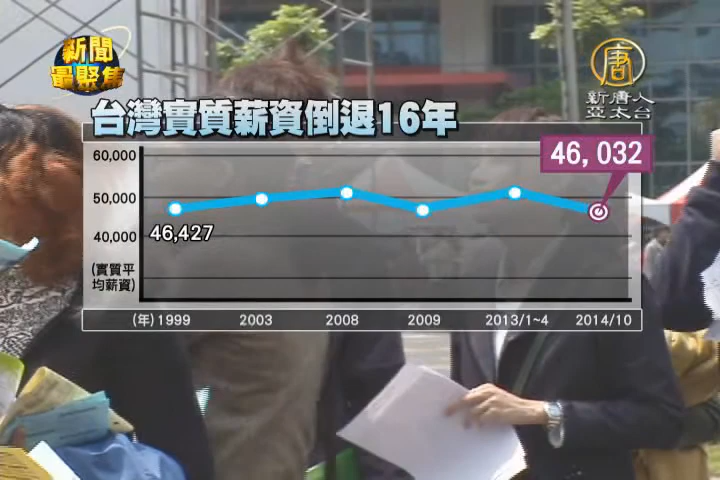 新聞
最聚焦
唐
新唐人
亞太台
台灣實質薪資倒退16年
60,000
46,032
50,000
46,427
40,000
(實質平
均薪資)
(年) 1999 2003 2008 2009 2013/1~4 2014/10